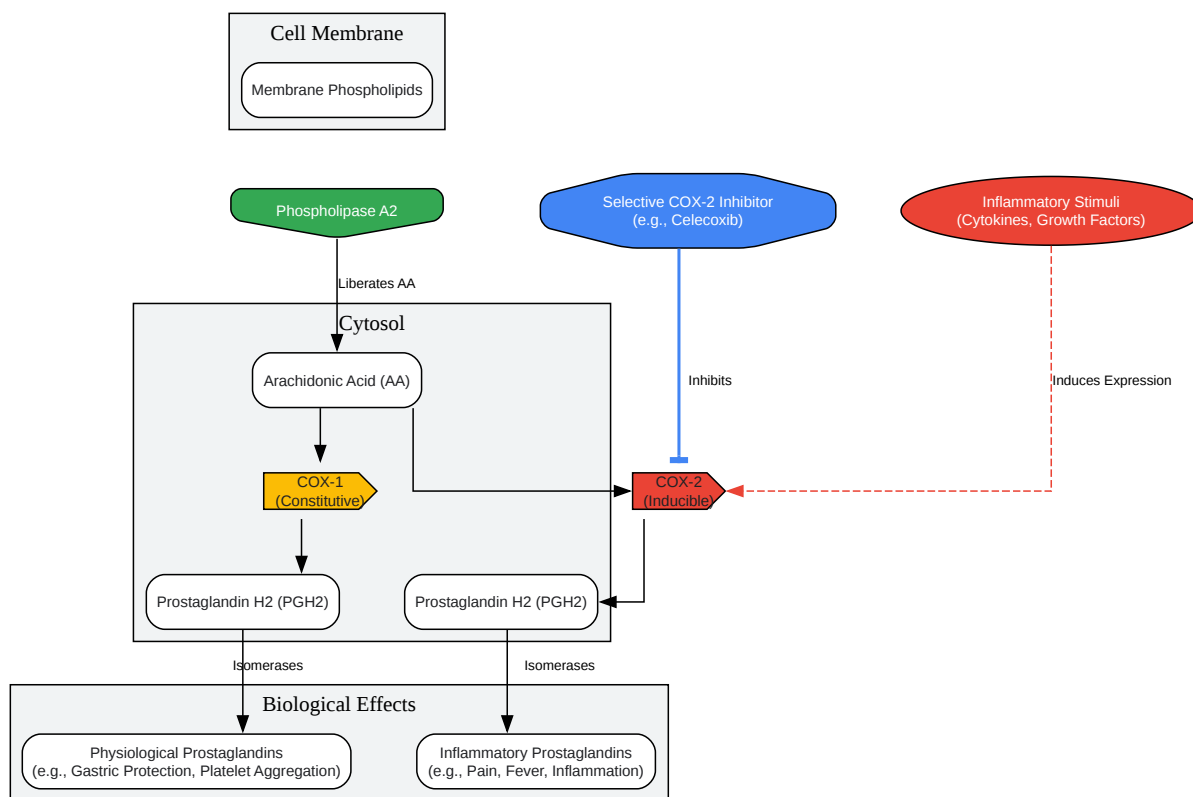 Cell Membrane
Membrane Phospholipids
Phospholipase A2
Selective COX-2 Inhibitor
(e.g., Celecoxib)
Inflammatory Stimuli
(Cytokines, Growth Factors)
Liberates AA
Cytosol
Arachidonic Acid (AA)
Inhibits
Induces Expression
COX-1
(Constitutive)
COX-2
(Inducible)
Prostaglandin H2 (PGH2)
Prostaglandin H2 (PGH2)
Isomerases
Isomerases
Biological Effects
Physiological Prostaglandins
(e.g., Gastric Protection, Platelet Aggregation)
Inflammatory Prostaglandins
(e.g., Pain, Fever, Inflammation)